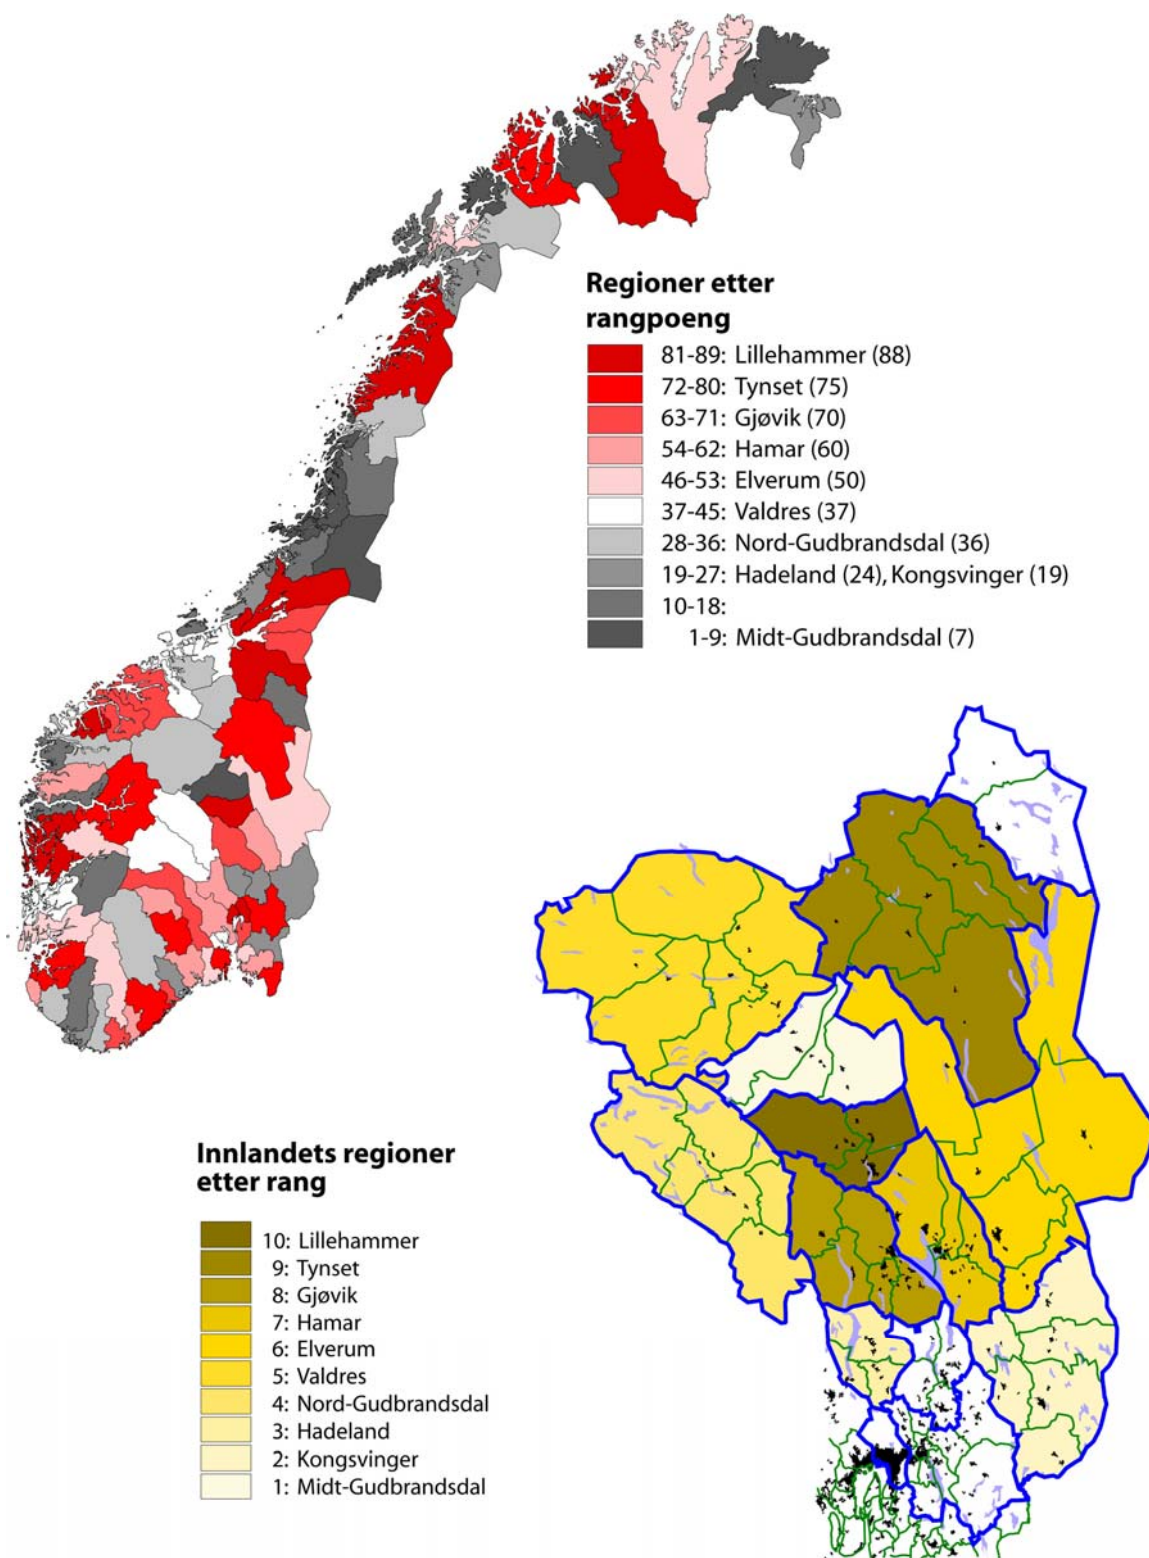 Regioner etter
rangpoeng
81-89: Lillehammer (88)
72-80: Tynset (75)
63-71: Gjøvik (70)
54-62: Hamar (60)
46-53: Elverum (50)
37-45: Valdres (37)
28-36: Nord-Gudbrandsdal (36)
19-27: Hadeland (24), Kongsvinger (19)
10-18:
1-9: Midt-Gudbrandsdal (7)
Innlandets regioner
etter rang
10: Lillehammer
9: Tynset
8: Gjøvik
7: Hamar
6: Elverum
5: Valdres
4: Nord-Gudbrandsdal
3: Hadeland
2: Kongsvinger
1: Midt-Gudbrandsdal